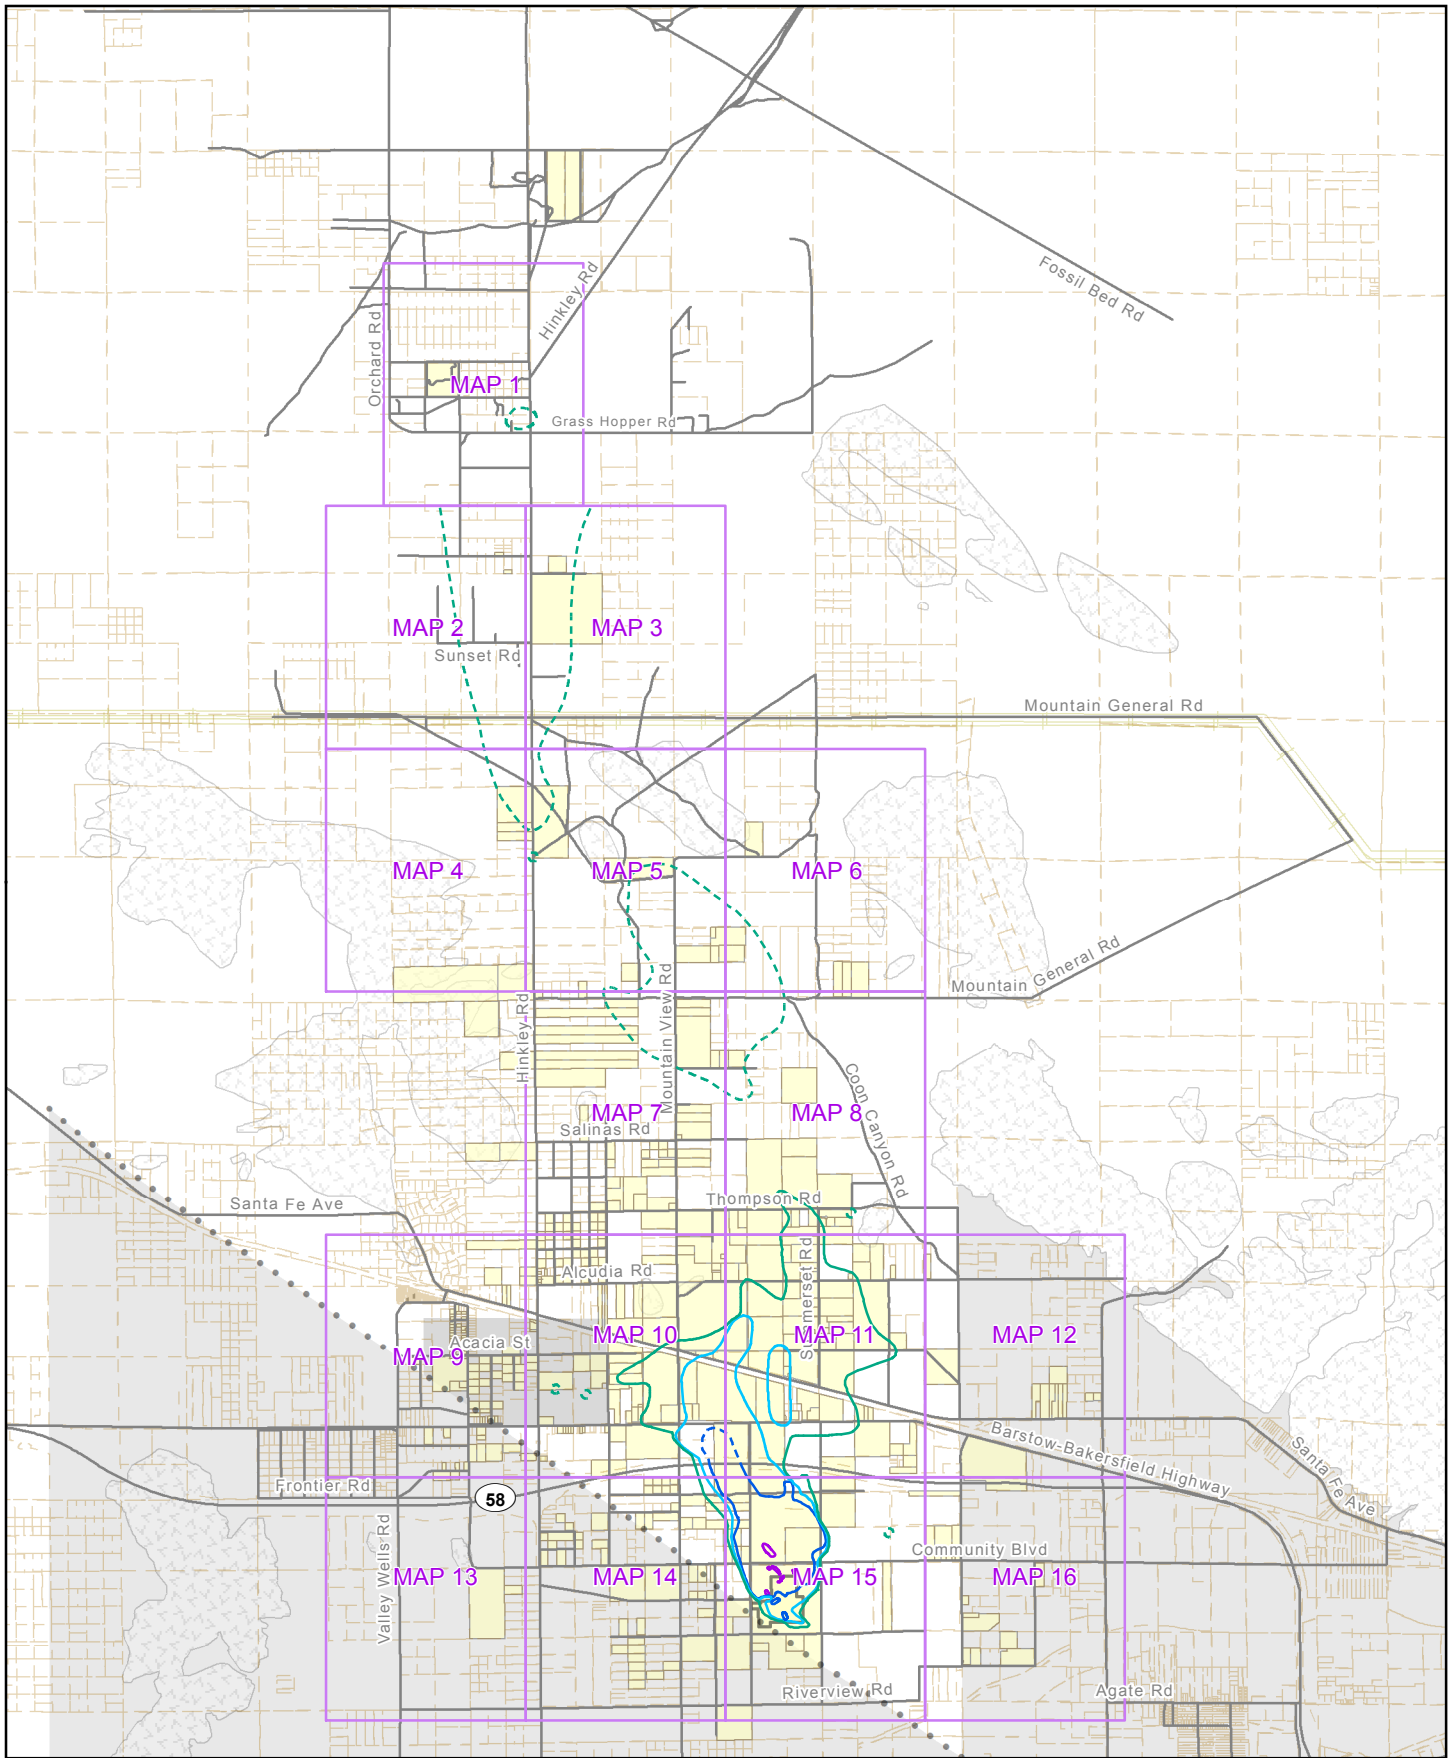 Fossil Bed Rd
Hinkley Rd
Orchard Rd
MAP 1
Grass Hopper Rd
MAP 2
MAP 3
Sunset Rd
Mountain General Rd
MAP 4
MAP 5
MAP 6
Mountain General Rd
Hinkley Rd
Mountain View Rd
Coon Canyon Rd
MAP 7
MAP 8
Salinas Rd
Santa Fe Ave
Thompson Rd
Alcudia Rd
Summerset Rd
MAP 10
MAP 11
MAP 12
Acacia St
MAP 9
Barstow-Bakersfield Highway
Santa Fe Ave
Frontier Rd
58
Valley Wells Rd
Community Blvd
MAP 13
MAP 14
MAP 15
MAP 16
Riverview Rd
Agate Rd